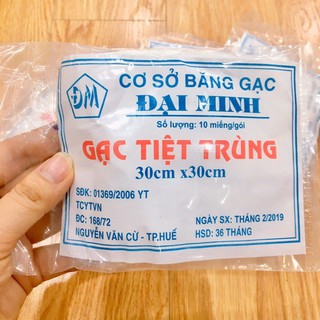 ĐM
CƠ SỞ BĂNG GẠC
ĐẠI MINH
Số lượng: 10 miếng/gói
GẠC TIỆT TRÙNG
30cm x30cm
SĐK: 01369/2006 YT
TCYTVN
ĐC: 168/72
NGUYỄN VĂN CỪ - TP.HUẾ
NGÀY SX: THÁNG 2/2019
HSD: 36 THÁNG